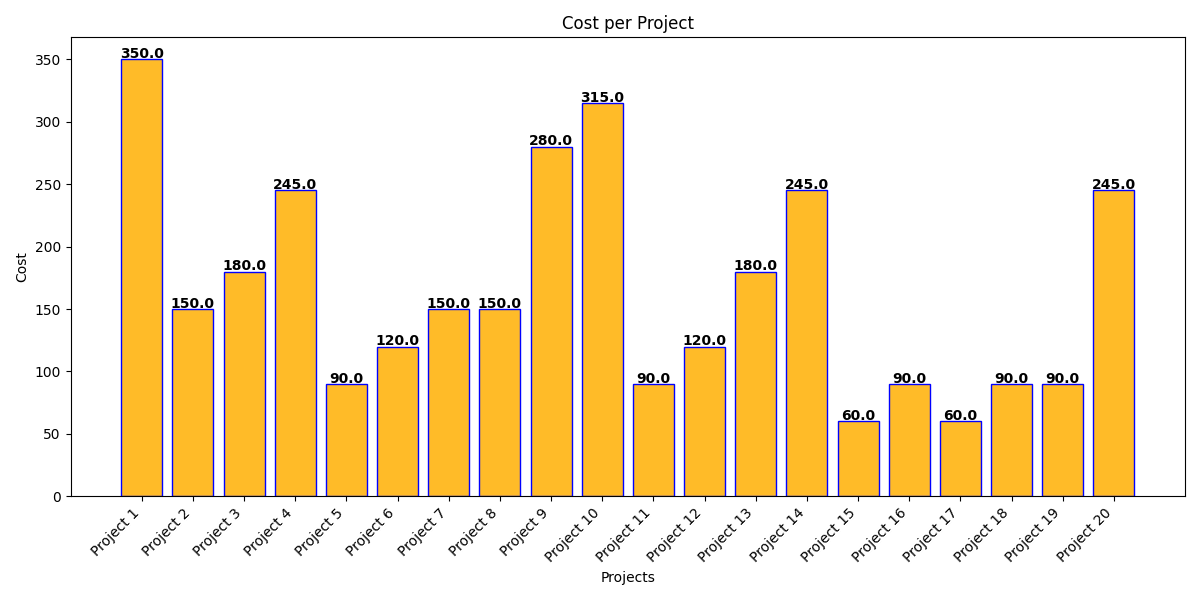 Cost per Project
Cost
350
300
250
200
150
100
50
0
350.0
150.0
180.0
245.0
90.0
120.0
150.0
150.0
280.0
315.0
90.0
120.0
180.0
245.0
60.0
90.0
60.0
90.0
90.0
245.0
Project 1
Project 2
Project 3
Project 4
Project 5
Project 6
Project 7
Project 8
Project 9
Project 10
Project 11
Project 12
Project 13
Project 14
Project 15
Project 16
Project 17
Project 18
Project 19
Project 20
Projects